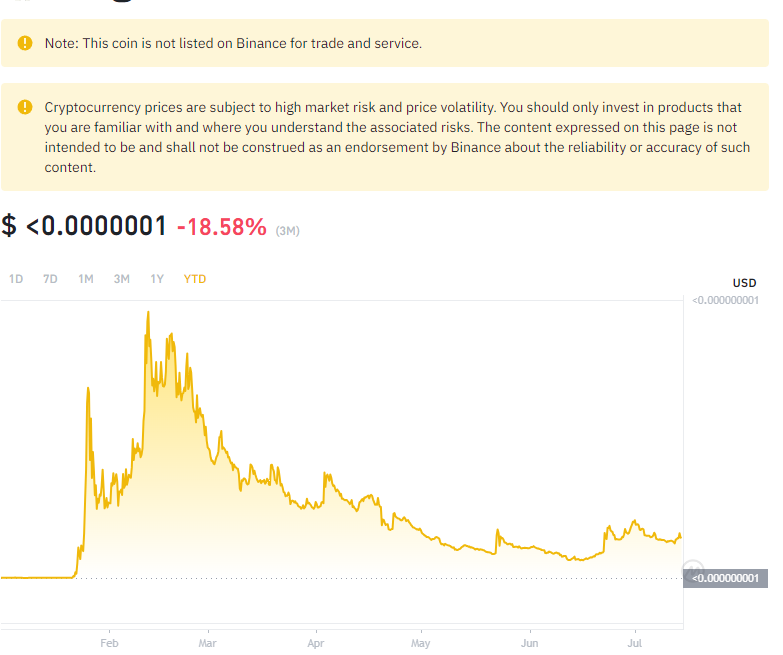 Note: This coin is not listed on Binance for trade and service.
Cryptocurrency prices are subject to high market risk and price volatility. You should only invest in products that
you are familiar with and where you understand the associated risks. The content expressed on this page is not
intended to be and shall not be construed as an endorsement by Binance about the reliability or accuracy of such
content.
$ <0.0000001 -18.58% (3M)
1D 7D 1M 3M 1Y YTD
USD
<0.000000001
<0.000000001
Feb Mar Apr May Jun Jul